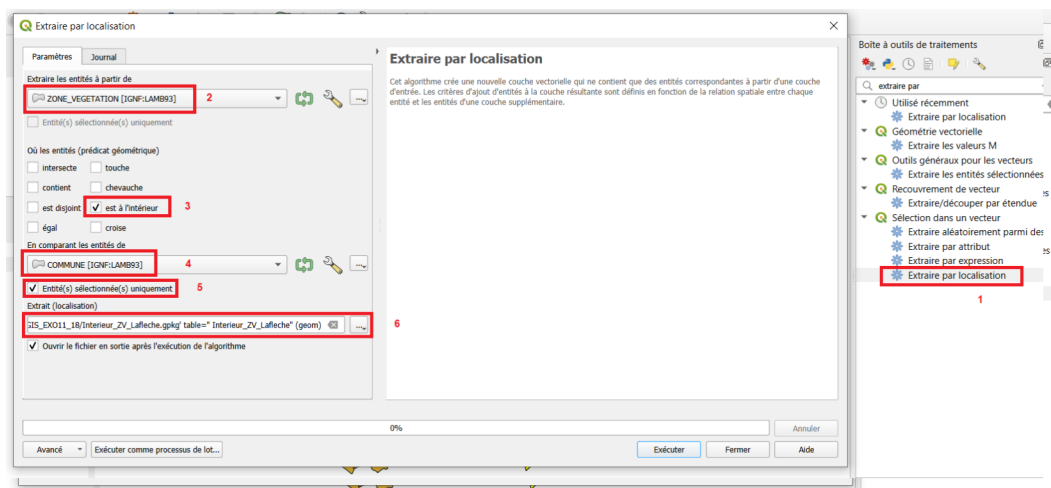 Extraire par localisation
Paramètres
Journal
Extraire les entités à partir de
ZONE_VEGETATION [IGNF:LAMB93]
2
Entité(s) sélectionnée(s) uniquement
Où les entités (prédicat géométrique)
intersecte touche
contient chevauche
est disjoint est à l'intérieur
3
égal croise
En comparant les entités de
COMMUNE [IGNF:LAMB93]
4
Entité(s) sélectionnée(s) uniquement
5
Extrait (localisation)
GIS_EXO11_18/Interieur_ZV_Lafleche.gpkg' table=" Interieur_ZV_Lafleche" (geom)
6
Ouvrir le fichier en sortie après l'exécution de l'algorithme
Extraire par localisation
Cet algorithme crée une nouvelle couche vectorielle qui ne contient que des entités correspondantes à partir d'une couche
d'entrée. Les critères d'ajout d'entités à la couche résultante sont définis en fonction de la relation spatiale entre chaque
entité et les entités d'une couche supplémentaire.
0%
Annuler
Avancé
Exécuter comme processus de lot...
Exécuter
Fermer
Aide
Boîte à outils de traitements
extraire par
Utilisé récemment
Extraire par localisation
Géométrie vectorielle
Extraire les valeurs M
Outils généraux pour les vecteurs
Extraire les entités sélectionnées
Recouvrement de vecteur
Extraire/découper par étendue
Sélection dans un vecteur
Extraire aléatoirement parmi des
Extraire par attribut
Extraire par expression
Extraire par localisation
1